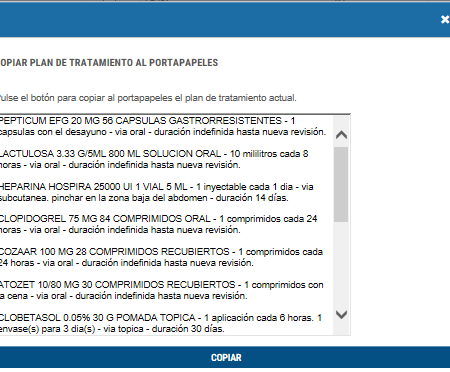 ×
OPIAR PLAN DE TRATAMIENTO AL PORTAPAPELES
ulse el botón para copiar al portapapeles el plan de tratamiento actual.
PEPTICUM EFG 20 MG 56 CAPSULAS GASTRORRESISTENTES - 1
capsulas con el desayuno - via oral - duración indefinida hasta nueva revisión.
LACTULOSA 3.33 G/5ML 800 ML SOLUCION ORAL - 10 mililitros cada 8
horas - via oral - duración indefinida hasta nueva revisión.
HEPARINA HOSPIRA 25000 UI 1 VIAL 5 ML - 1 inyectable cada 1 dia - via
subcutanea. pinchar en la zona baja del abdomen - duración 14 días.
CLOPIDOGREL 75 MG 84 COMPRIMIDOS ORAL - 1 comprimidos cada 24
horas - via oral - duración indefinida hasta nueva revisión.
COZAAR 100 MG 28 COMPRIMIDOS RECUBIERTOS - 1 comprimidos cada
24 horas - via oral - duración indefinida hasta nueva revisión.
ATOZET 10/80 MG 30 COMPRIMIDOS RECUBIERTOS - 1 comprimidos con
la cena - via oral - duración indefinida hasta nueva revisión.
CLOBETASOL 0.05% 30 G POMADA TOPICA - 1 aplicación cada 6 horas. 1
envase(s) para 3 dia(s) - via topica - duración 30 días.
COPIAR